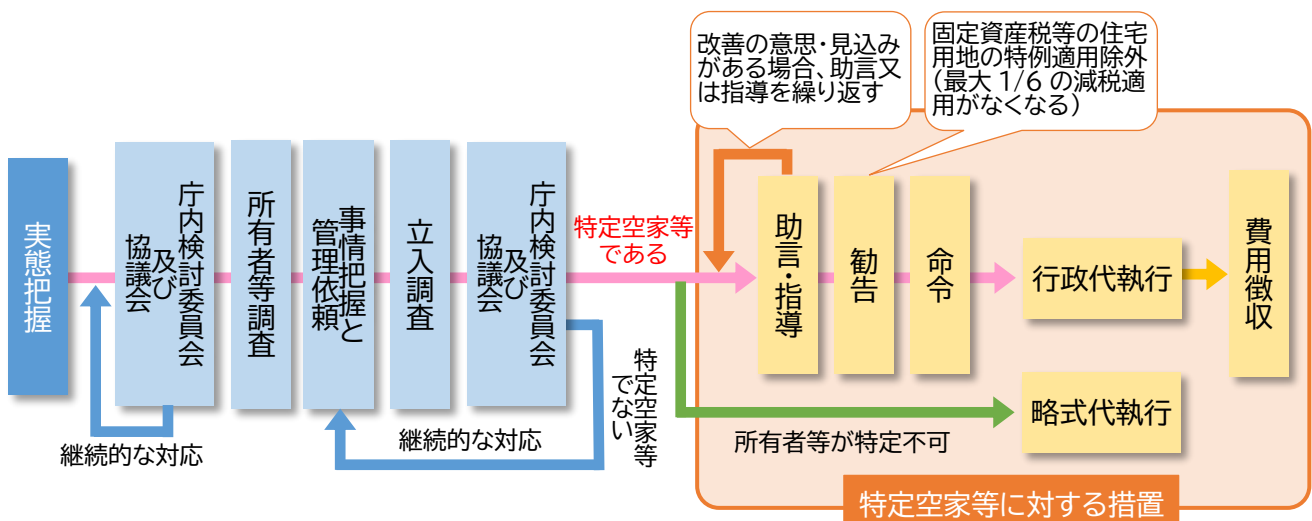 改善の意思・見込み
がある場合、助言又
は指導を繰り返す
固定資産税等の住宅
用地の特例適用除外
(最大 1/6 の減税適
用がなくなる)
実態把握
庁内検討委員会
及び
協議会
所有者等調査
事情把握と
管理依頼
立入調査
庁内検討委員会
及び
協議会
特定空家等
である
助言・指導
勧告
命令
行政代執行
費用徴収
特定空家等
でない
略式代執行
継続的な対応
継続的な対応
所有者等が特定不可
特定空家等に対する措置